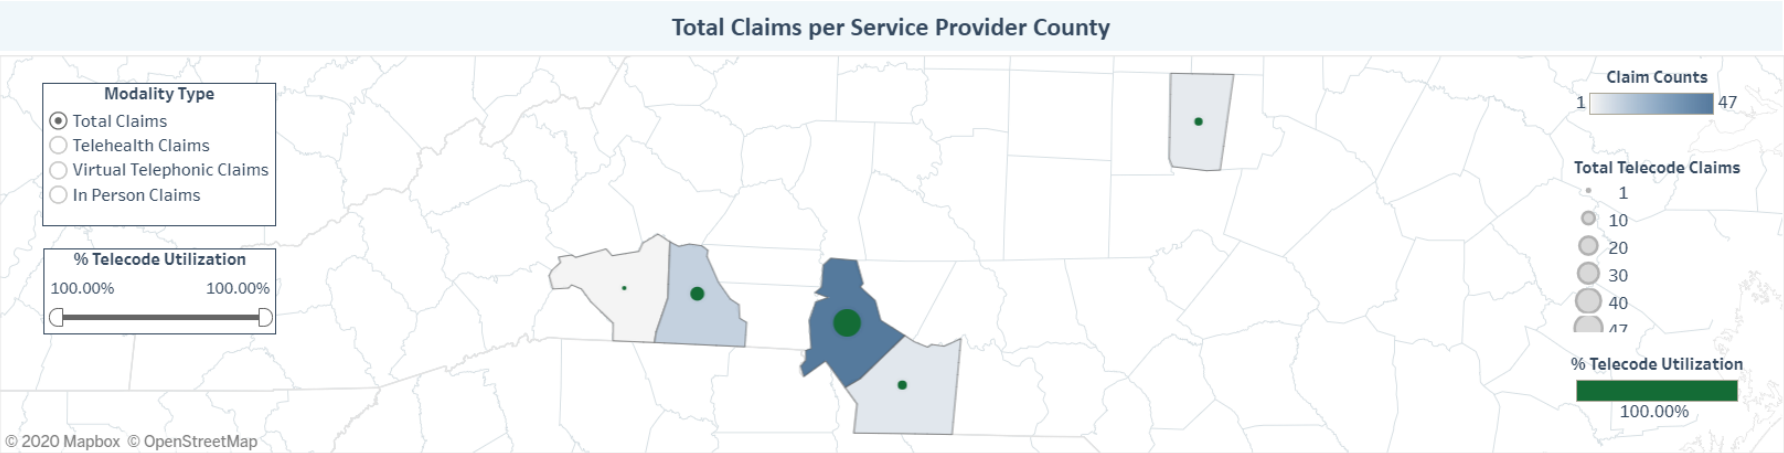 Total Claims per Service Provider County
Modality Type
Total Claims
Telehealth Claims
Virtual Telephonic Claims
In Person Claims
% Telecode Utilization
100.00% 100.00%
Claim Counts
1 47
Total Telecode Claims
1
10
20
30
40
47
% Telecode Utilization
100.00%
© 2020 Mapbox © OpenStreetMap